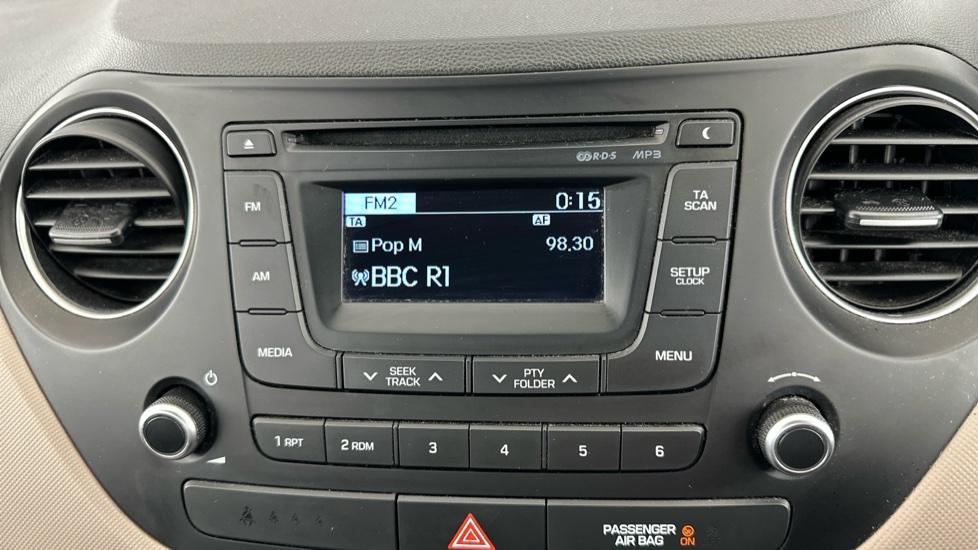 R·D·S MP3
FM
FM2 0:15
TA AF
TA
SCAN
Pop M 98.30
BBC R1
AM
SETUP
CLOCK
MEDIA
SEEK
TRACK
PTY
FOLDER
MENU
1 RPT 2 RDM 3 4 5 6
PASSENGER
AIR BAG ON